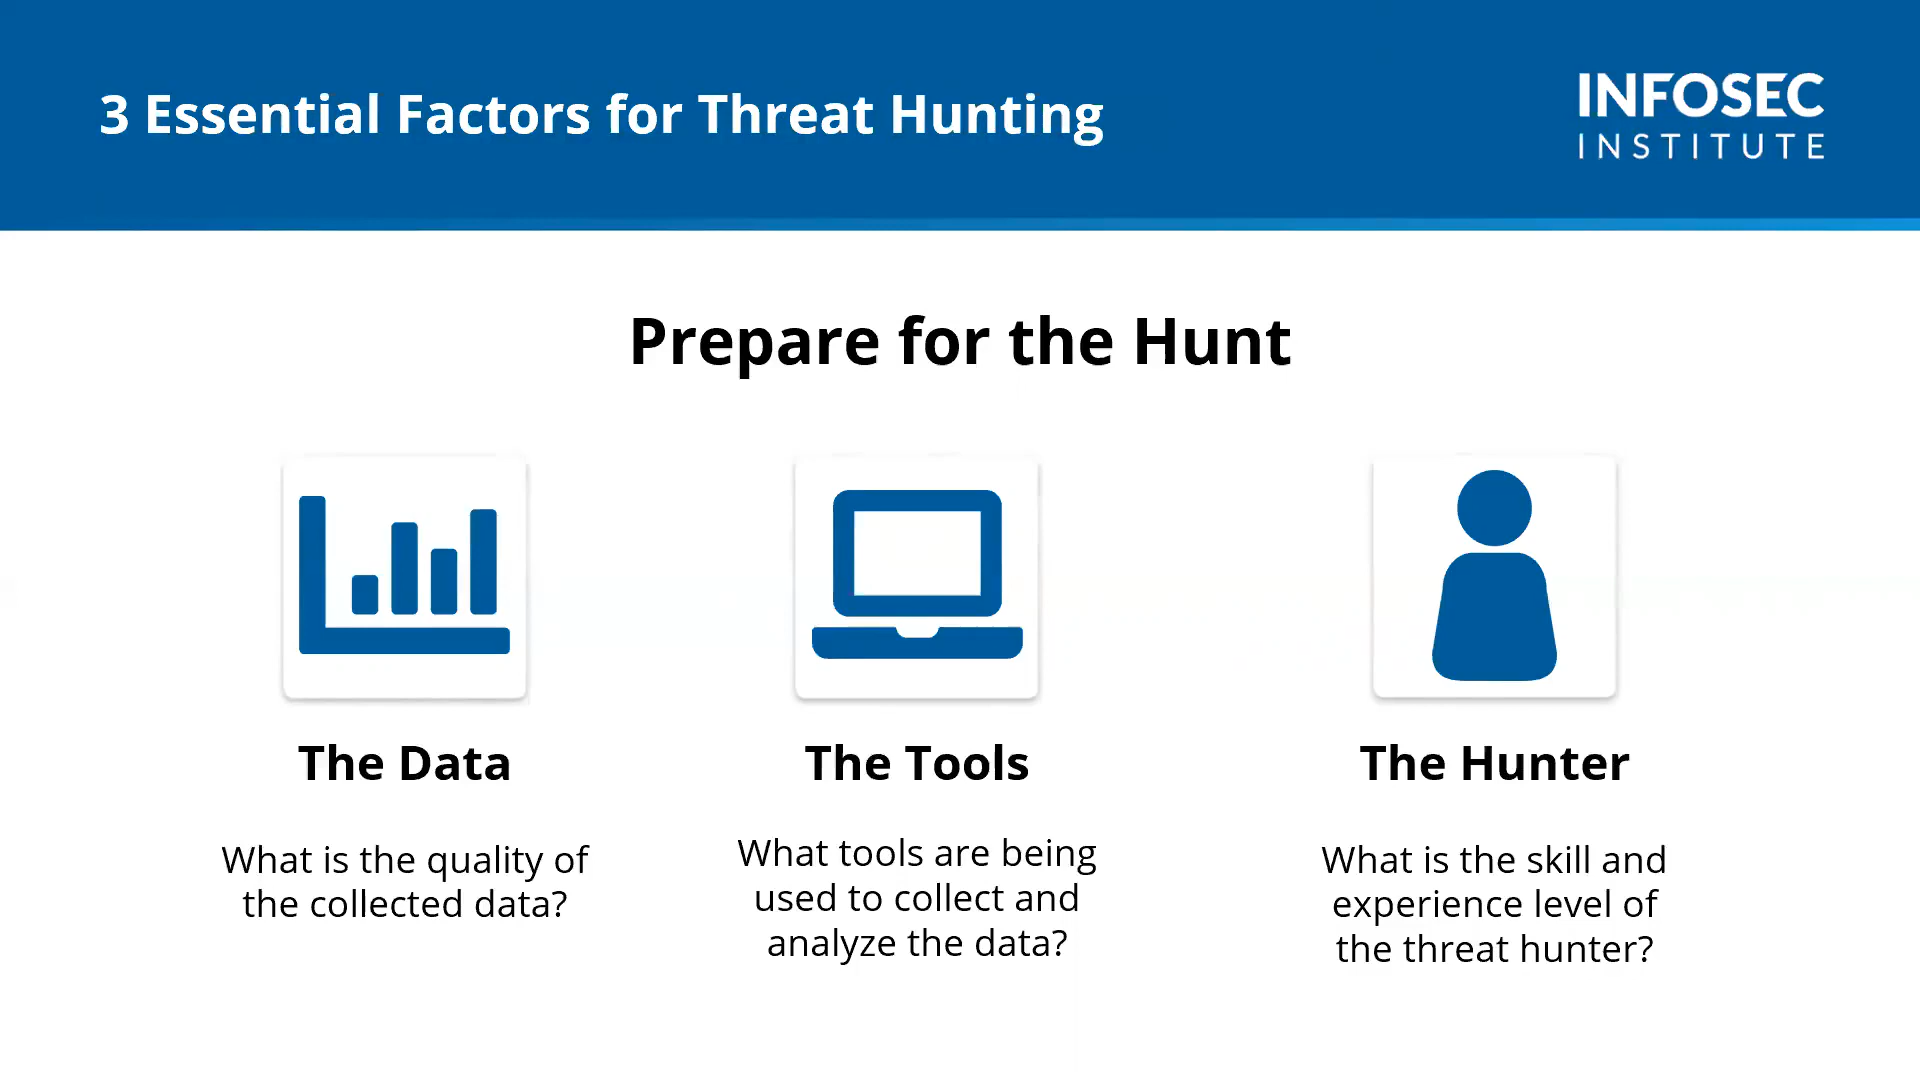 3 Essential Factors for Threat Hunting
INFOSEC
INSTITUTE
Prepare for the Hunt
The Data
What is the quality of
the collected data?
The Tools
What tools are being
used to collect and
analyze the data?
The Hunter
What is the skill and
experience level of
the threat hunter?